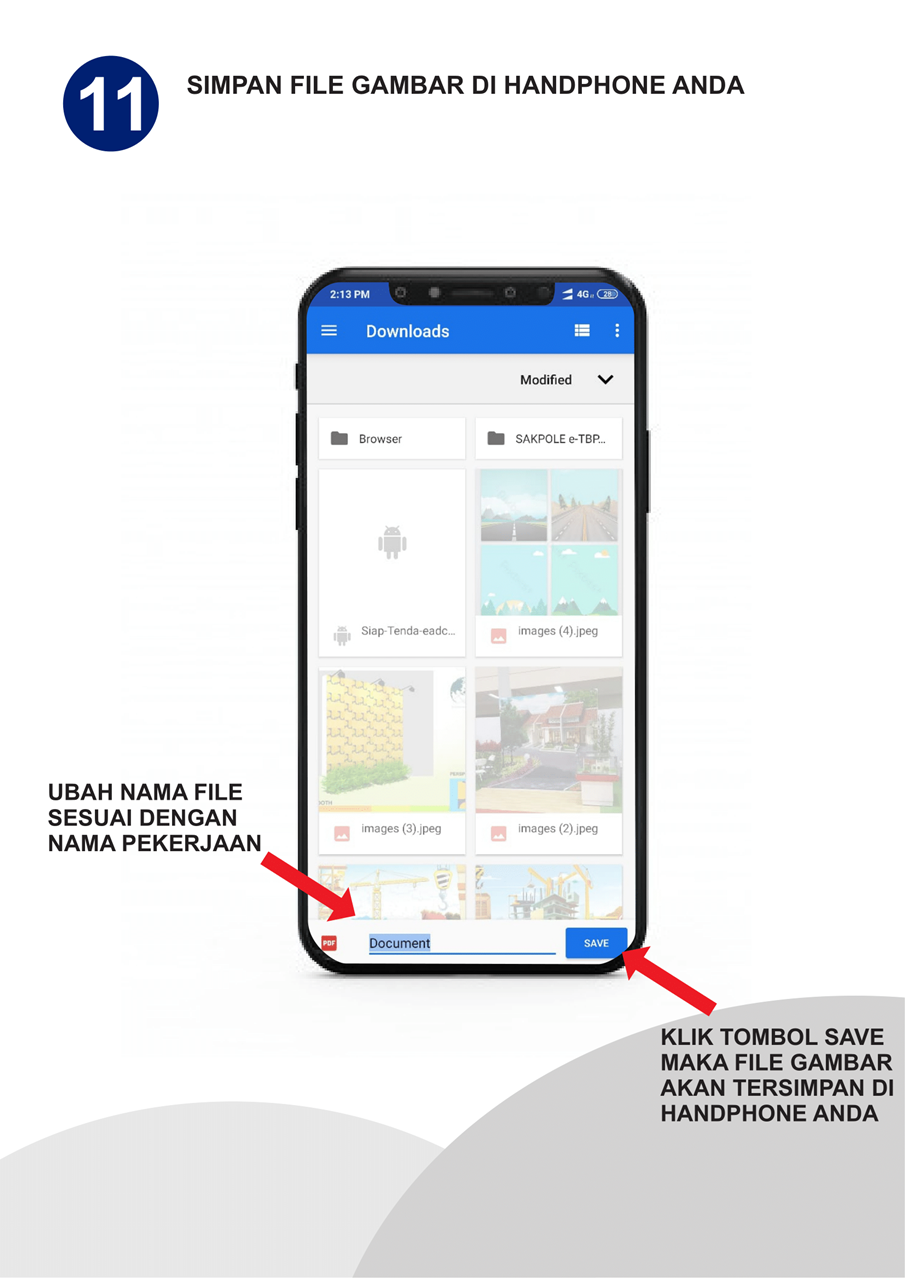 11
SIMPAN FILE GAMBAR DI HANDPHONE ANDA
2:13 PM
4G
28
Downloads
Modified
Browser
SAKPOLE e-TBP...
Siap-Tenda-eadc...
images (4).jpeg
images (3).jpeg
images (2).jpeg
UBAH NAMA FILE
SESUAI DENGAN
NAMA PEKERJAAN
PDF
Document
SAVE
KLIK TOMBOL SAVE
MAKA FILE GAMBAR
AKAN TERSIMPAN DI
HANDPHONE ANDA